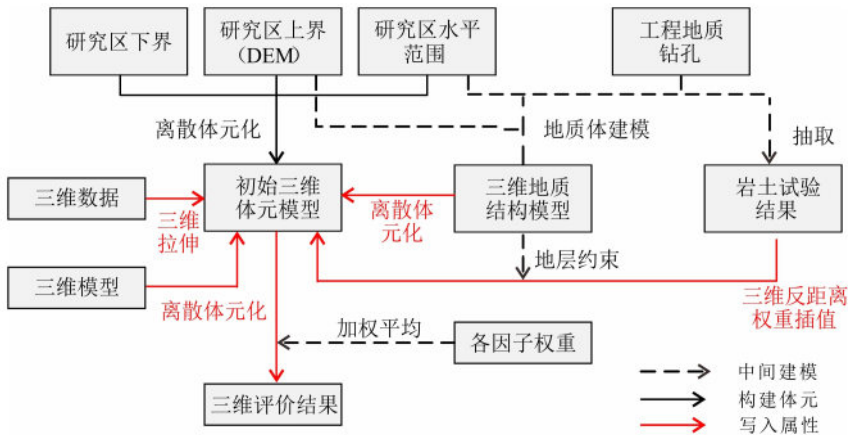 研究区下界
研究区上界
(DEM)
研究区水平
范围
工程地质
钻孔
离散体元化
地质体建模
抽取
三维数据
三维
拉伸
初始三维
体元模型
离散体
元化
三维地质
结构模型
岩土试验
结果
三维模型
离散体元化
地层约束
三维反距离
权重插值
加权平均
各因子权重
三维评价结果
中间建模
构建体元
写入属性